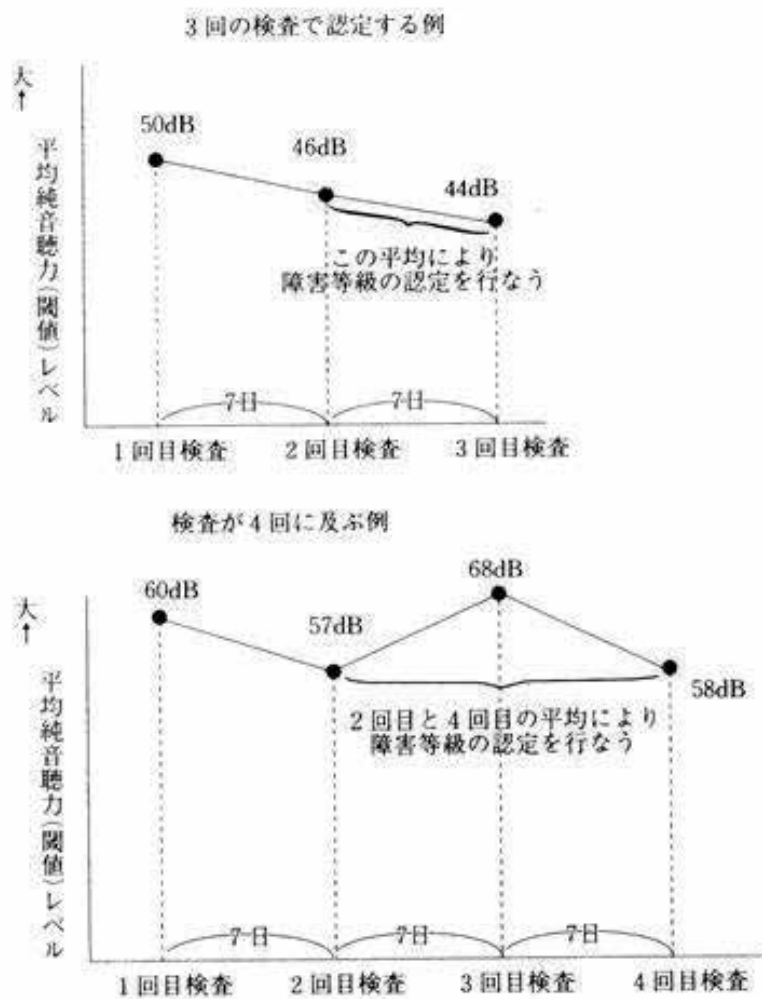 3回の検査で認定する例
大
↑
平均純音聴力(閾値)レベル
50dB
46dB
44dB
この平均により
障害等級の認定を行なう
7日
7日
1回目検査
2回目検査
3回目検査
検査が4回に及ぶ例
大
↑
平均純音聴力(閾値)レベル
60dB
57dB
68dB
58dB
2回目と4回目の平均により
障害等級の認定を行なう
7日
7日
7日
1回目検査
2回目検査
3回目検査
4回目検査